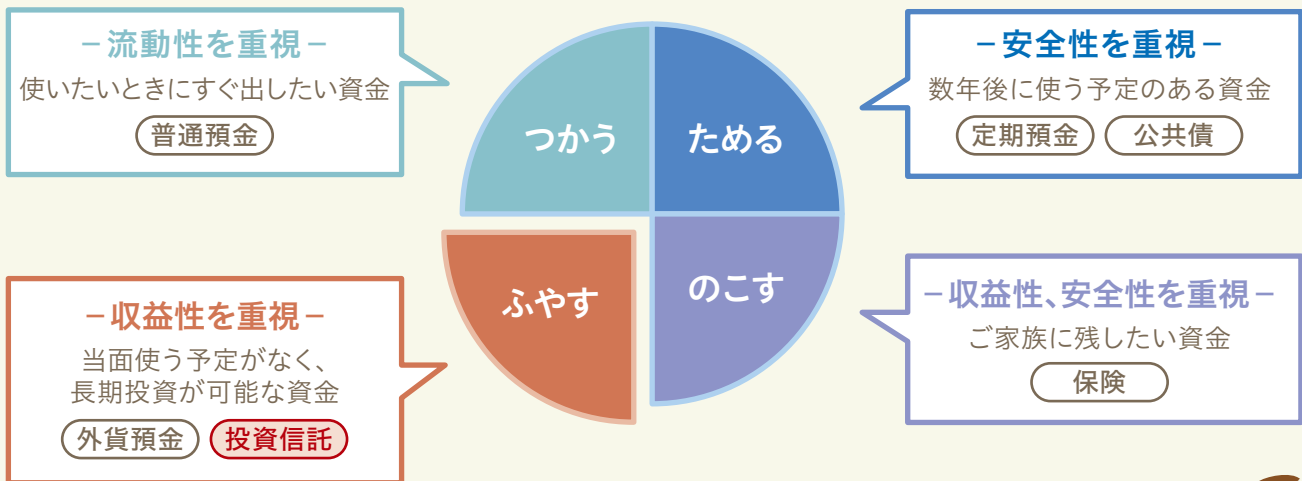 −流動性を重視−
使いたいときにすぐ出したい資金
普通預金
−安全性を重視−
数年後に使う予定のある資金
定期預金 公共債
つかう
ためる
ふやす
のこす
−収益性を重視−
当面使う予定がなく、
長期投資が可能な資金
外貨預金 投資信託
−収益性、安全性を重視−
ご家族に残したい資金
保険